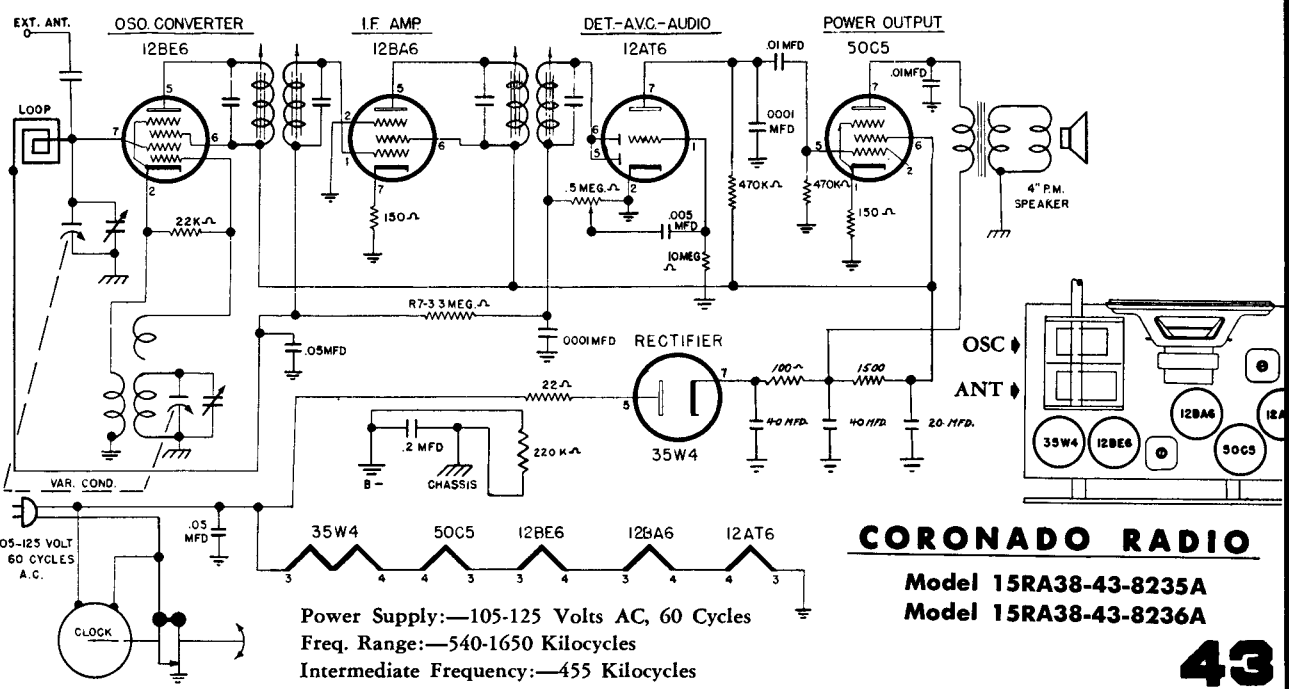 EXT. ANT.
OSO. CONVERTER
12BE6
I.F. AMP.
12BA6
DET.-A.V.C.-AUDIO
12AT6
POWER OUTPUT
50C5
LOOP
5
7
6
2
5
2
1
6
7
7
6
5
2
1
7
5
6
2
1
.01 MFD
.01MFD
.0001
MFD
22K Ω
150 Ω
.5 MEG. Ω
.005
MFD
10MEG
Ω
470K Ω
470K Ω
150 Ω
4" P.M.
SPEAKER
R7-3.3 MEG. Ω
.05MFD
.0001MFD
RECTIFIER
5
7
35W4
22 Ω
100 Ω
1500
40 MFD.
40 MFD.
20 MFD.
.2 MFD
220 K Ω
B-
CHASSIS
VAR. COND.
OSC
ANT
35W4
12BE6
12BA6
50C5
12A
05-125 VOLT
60 CYCLES
A.C.
.05
MFD
CLOCK
35W4
50C5
12BE6
12BA6
12AT6
3
4
4
3
3
4
3
4
4
3
Power Supply:—105-125 Volts AC, 60 Cycles
Freq. Range:—540-1650 Kilocycles
Intermediate Frequency:—455 Kilocycles
CORONADO RADIO
Model 15RA38-43-8235A
Model 15RA38-43-8236A
43